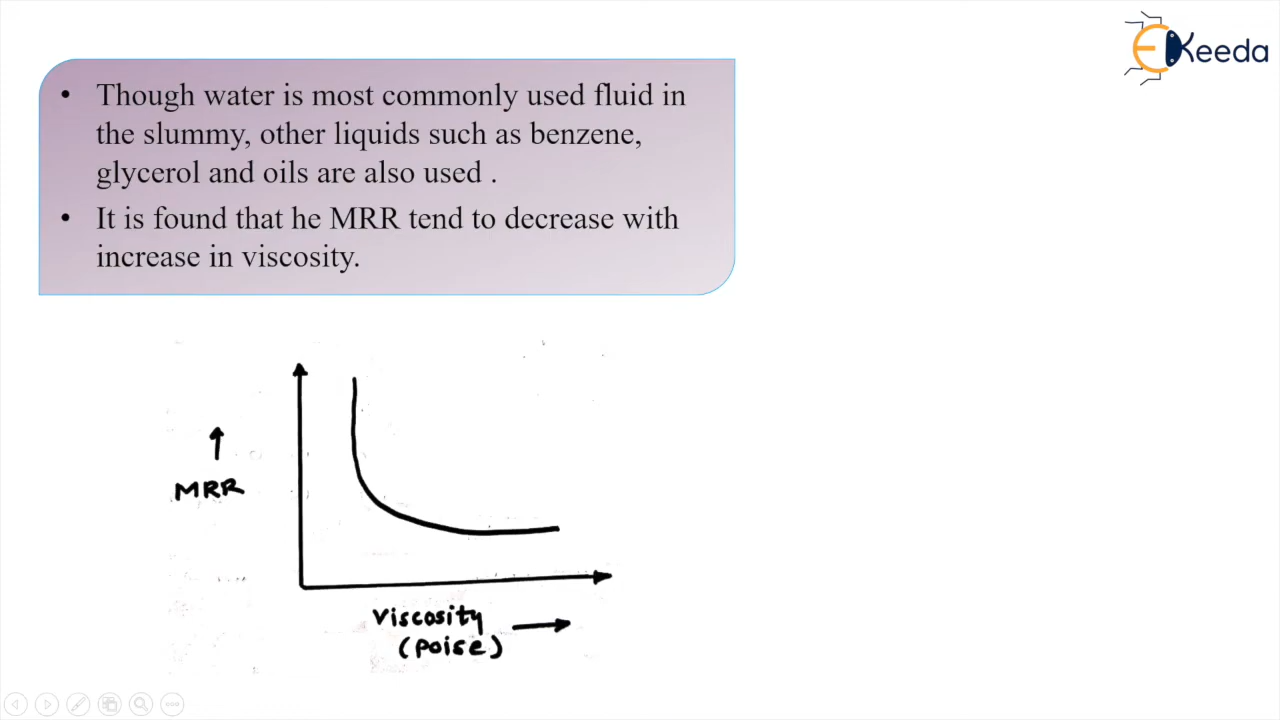 EKeeda
• Though water is most commonly used fluid in
the slummy, other liquids such as benzene,
glycerol and oils are also used .
• It is found that he MRR tend to decrease with
increase in viscosity.
MRR
Viscosity
(Poise)